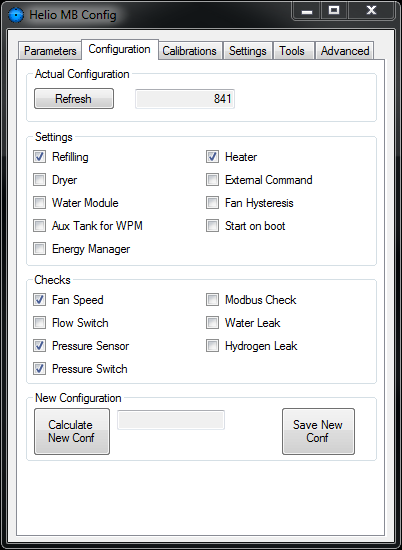 Helio MB Config
Parameters Configuration Calibrations Settings Tools Advanced
Actual Configuration
Refresh 841
Settings
Refilling Heater
Dryer External Command
Water Module Fan Hysteresis
Aux Tank for WPM Start on boot
Energy Manager
Checks
Fan Speed Modbus Check
Flow Switch Water Leak
Pressure Sensor Hydrogen Leak
Pressure Switch
New Configuration
Calculate
New Conf
Save New
Conf